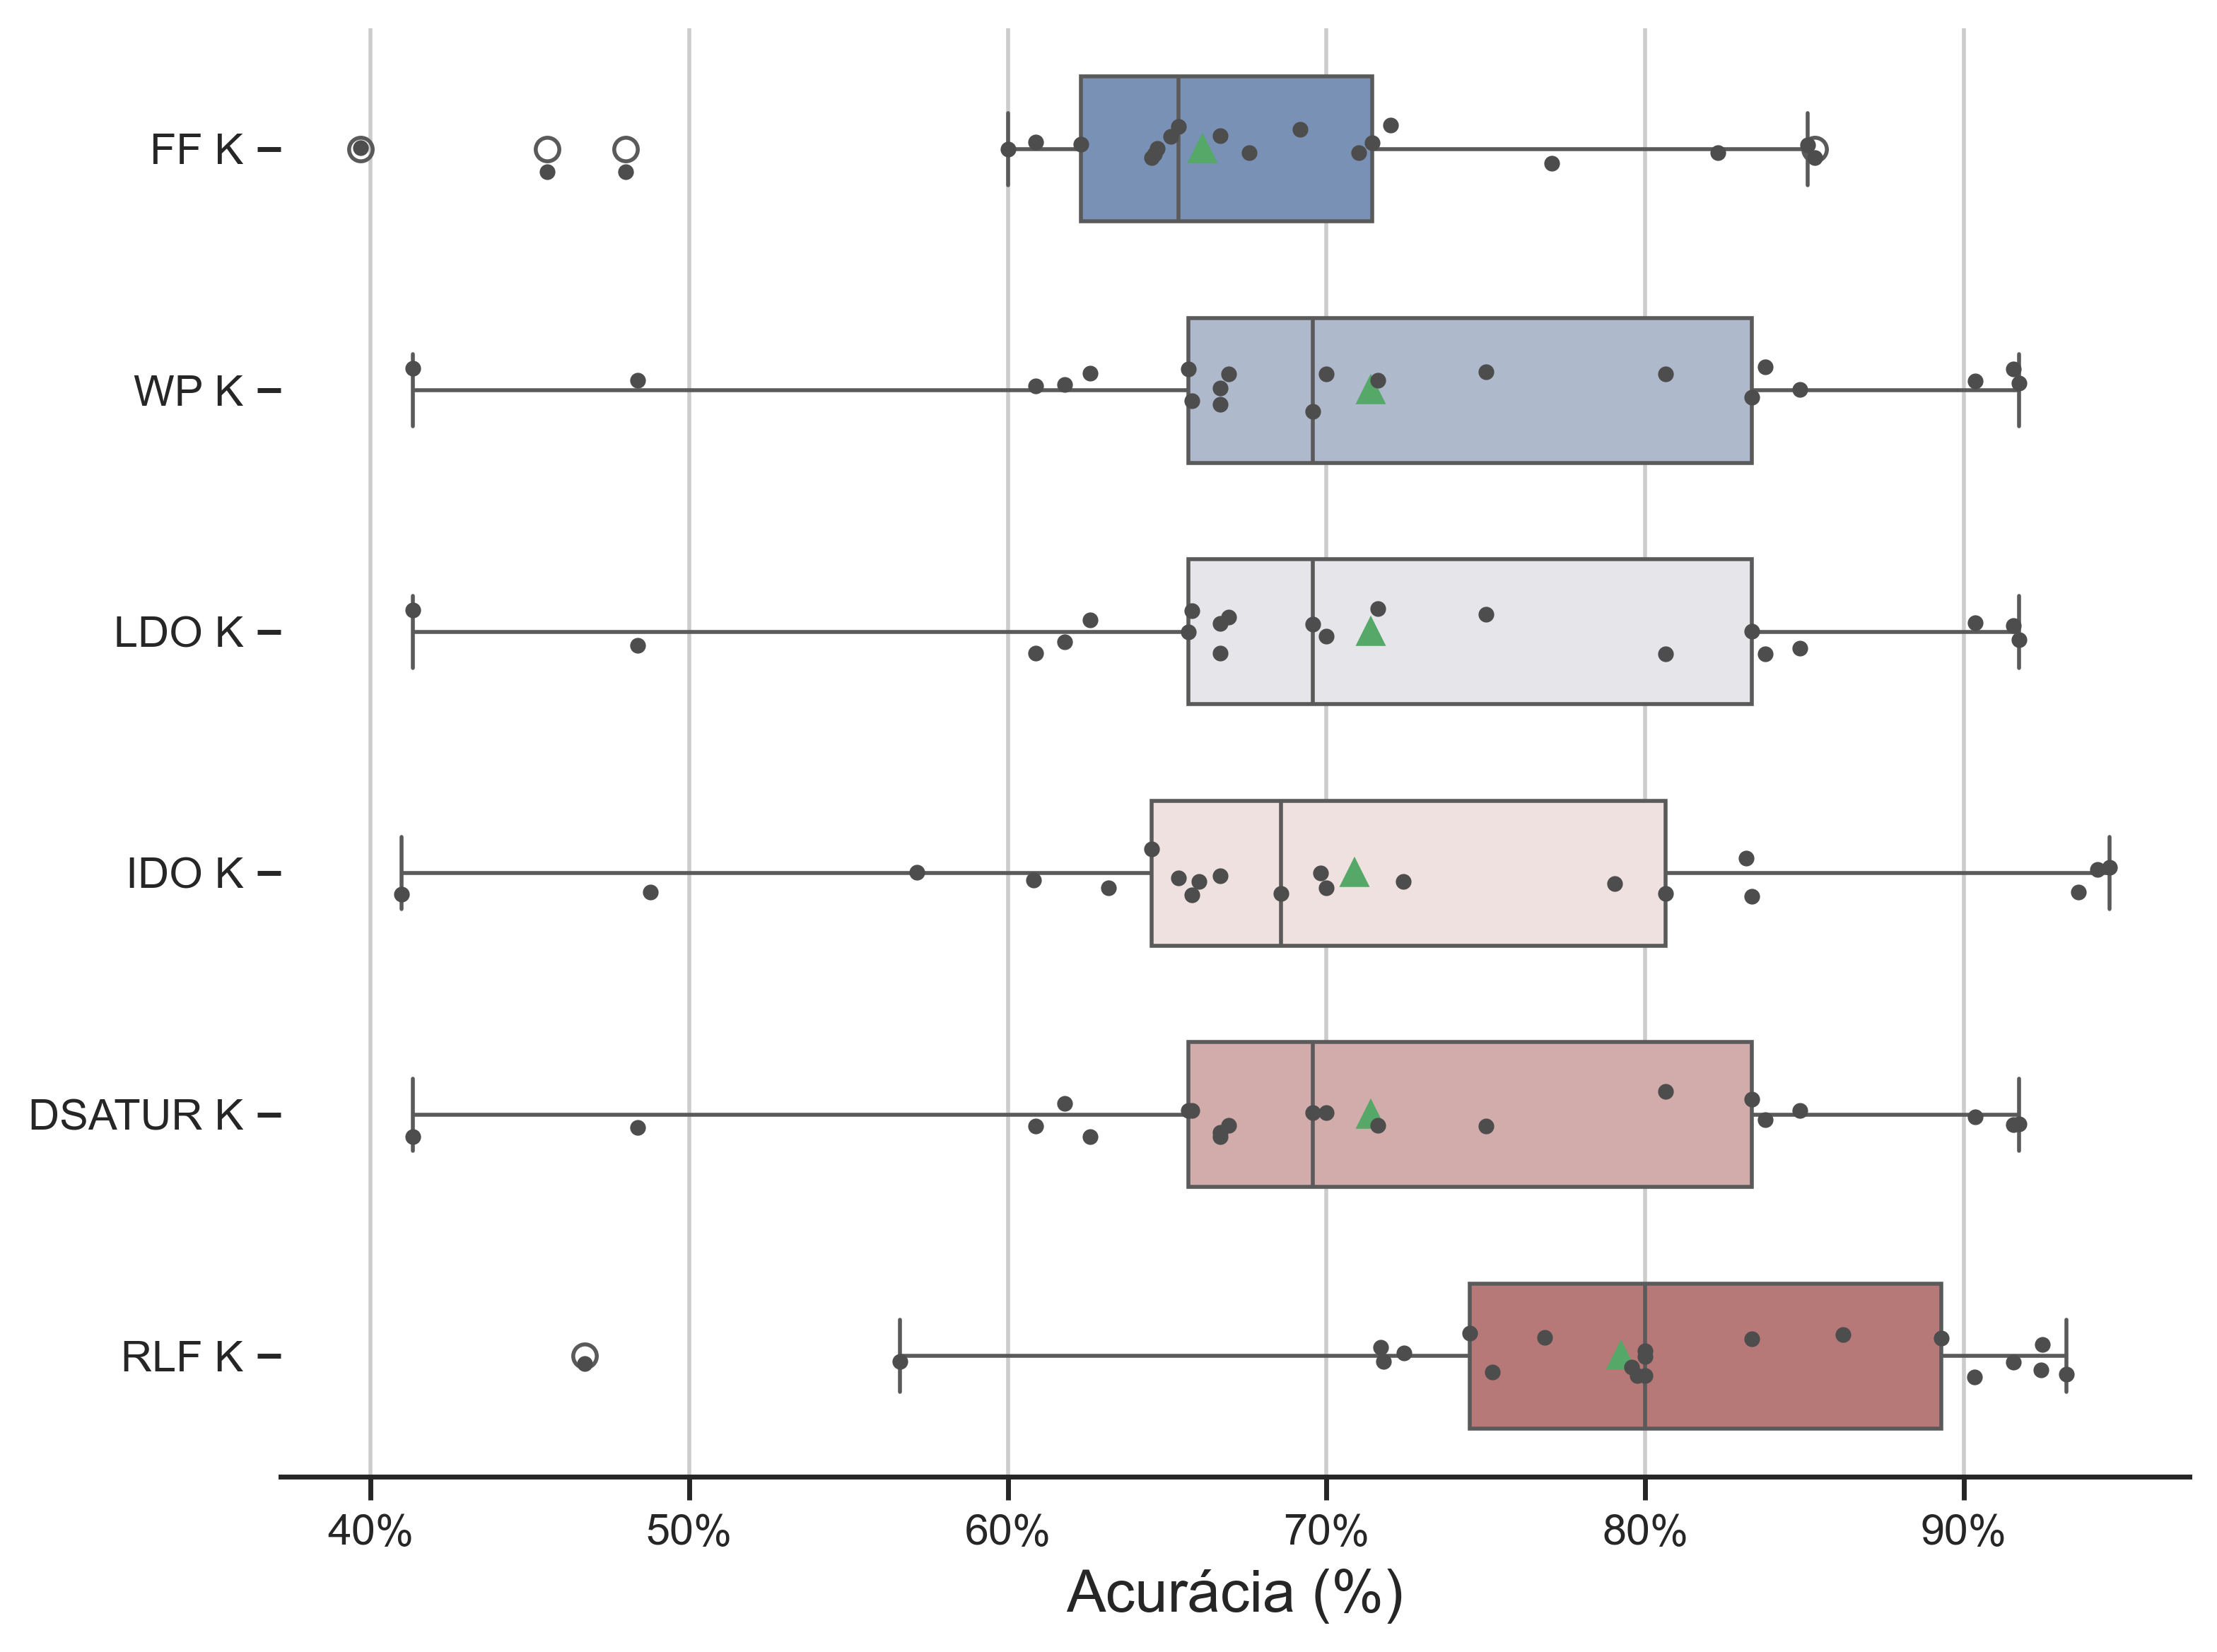 FF K
WP K
LDO K
IDO K
DSATUR K
RLF K
40% 50% 60% 70% 80% 90%
Acurácia (%)